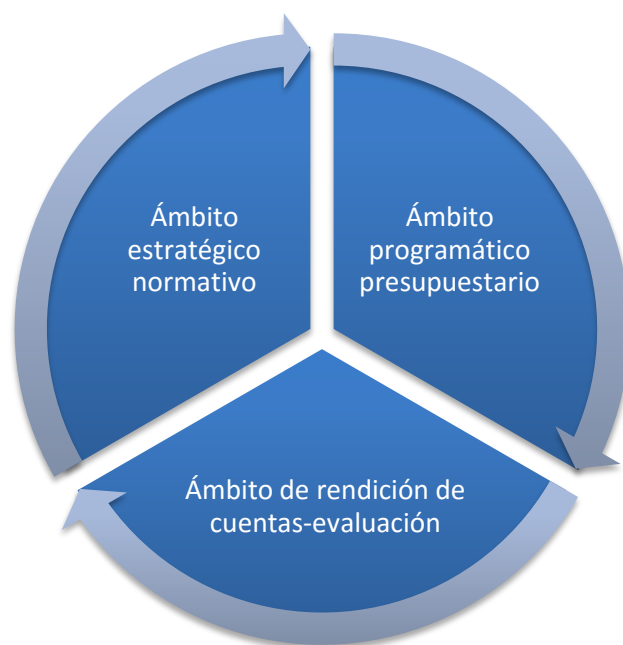 Ámbito
estratégico
normativo
Ámbito
programático
presupuestario
Ámbito de rendición de
cuentas-evaluación